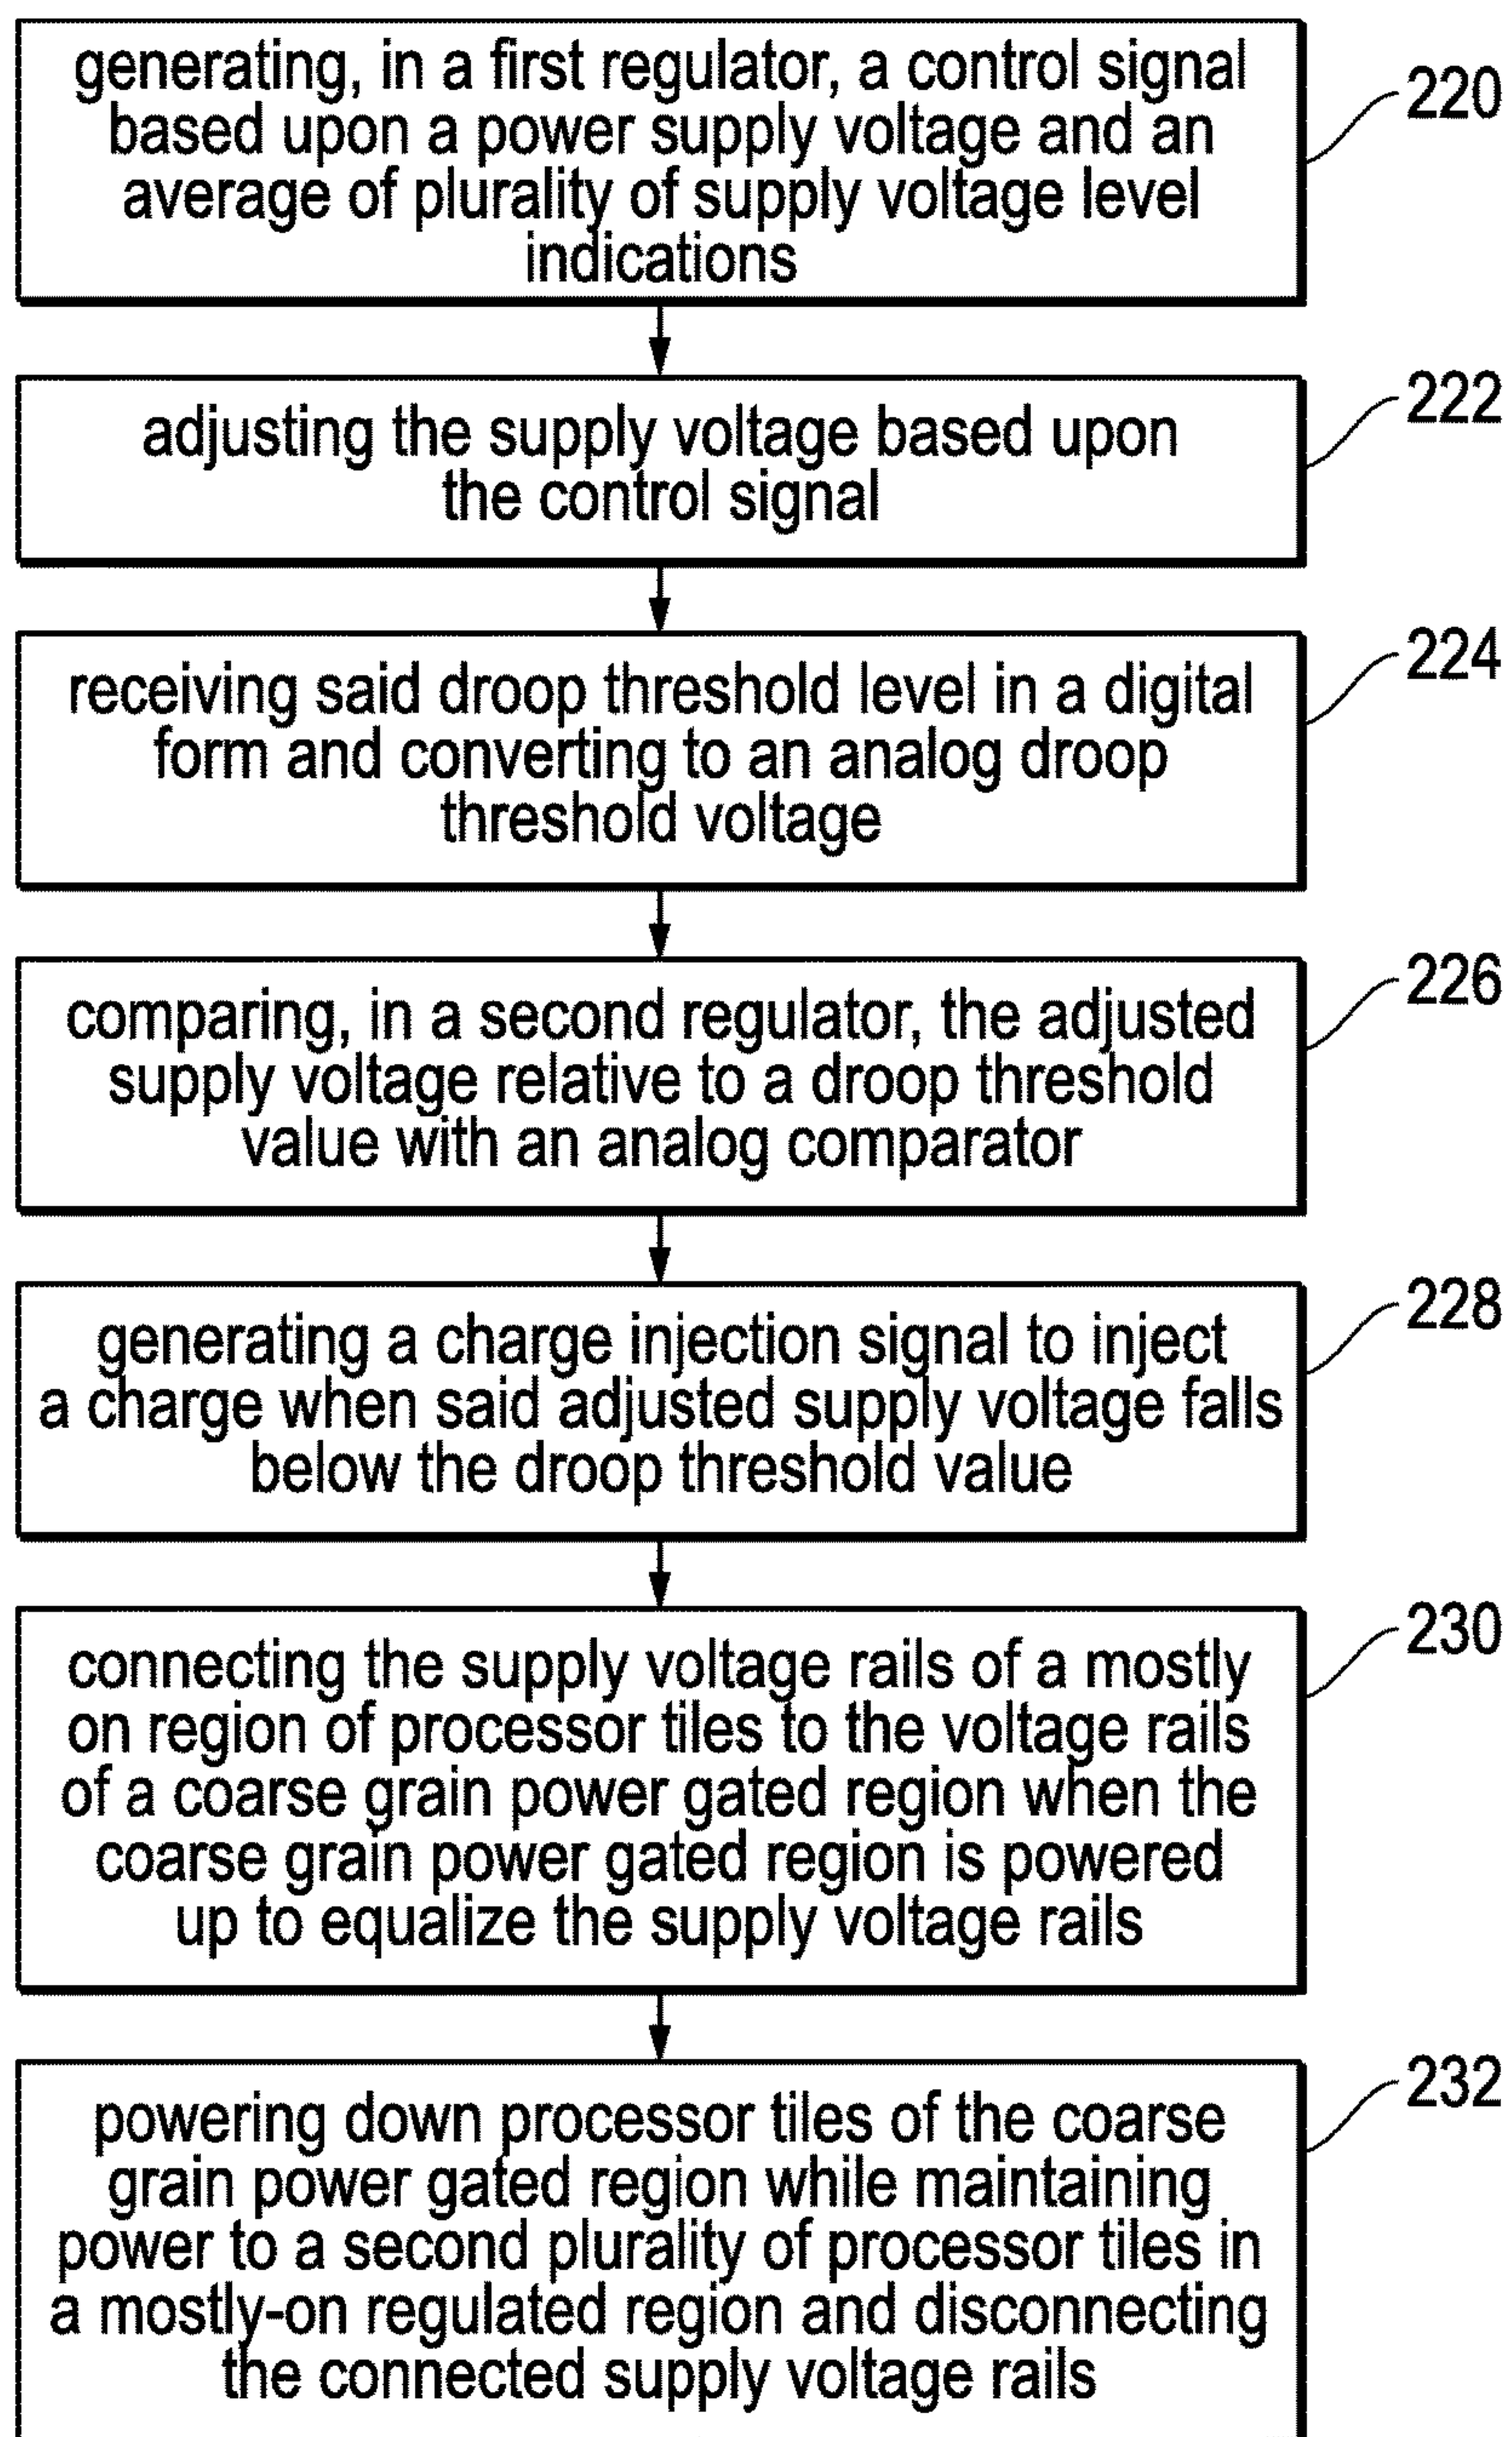 generating, in a first regulator, a control signal
based upon a power supply voltage and an
average of plurality of supply voltage level
indications
220
adjusting the supply voltage based upon
the control signal
222
receiving said droop threshold level in a digital
form and converting to an analog droop
threshold voltage
224
comparing, in a second regulator, the adjusted
supply voltage relative to a droop threshold
value with an analog comparator
226
generating a charge injection signal to inject
a charge when said adjusted supply voltage falls
below the droop threshold value
228
connecting the supply voltage rails of a mostly
on region of processor tiles to the voltage rails
of a coarse grain power gated region when the
coarse grain power gated region is powered
up to equalize the supply voltage rails
230
powering down processor tiles of the coarse
grain power gated region while maintaining
power to a second plurality of processor tiles in
a mostly-on regulated region and disconnecting
the connected supply voltage rails
232